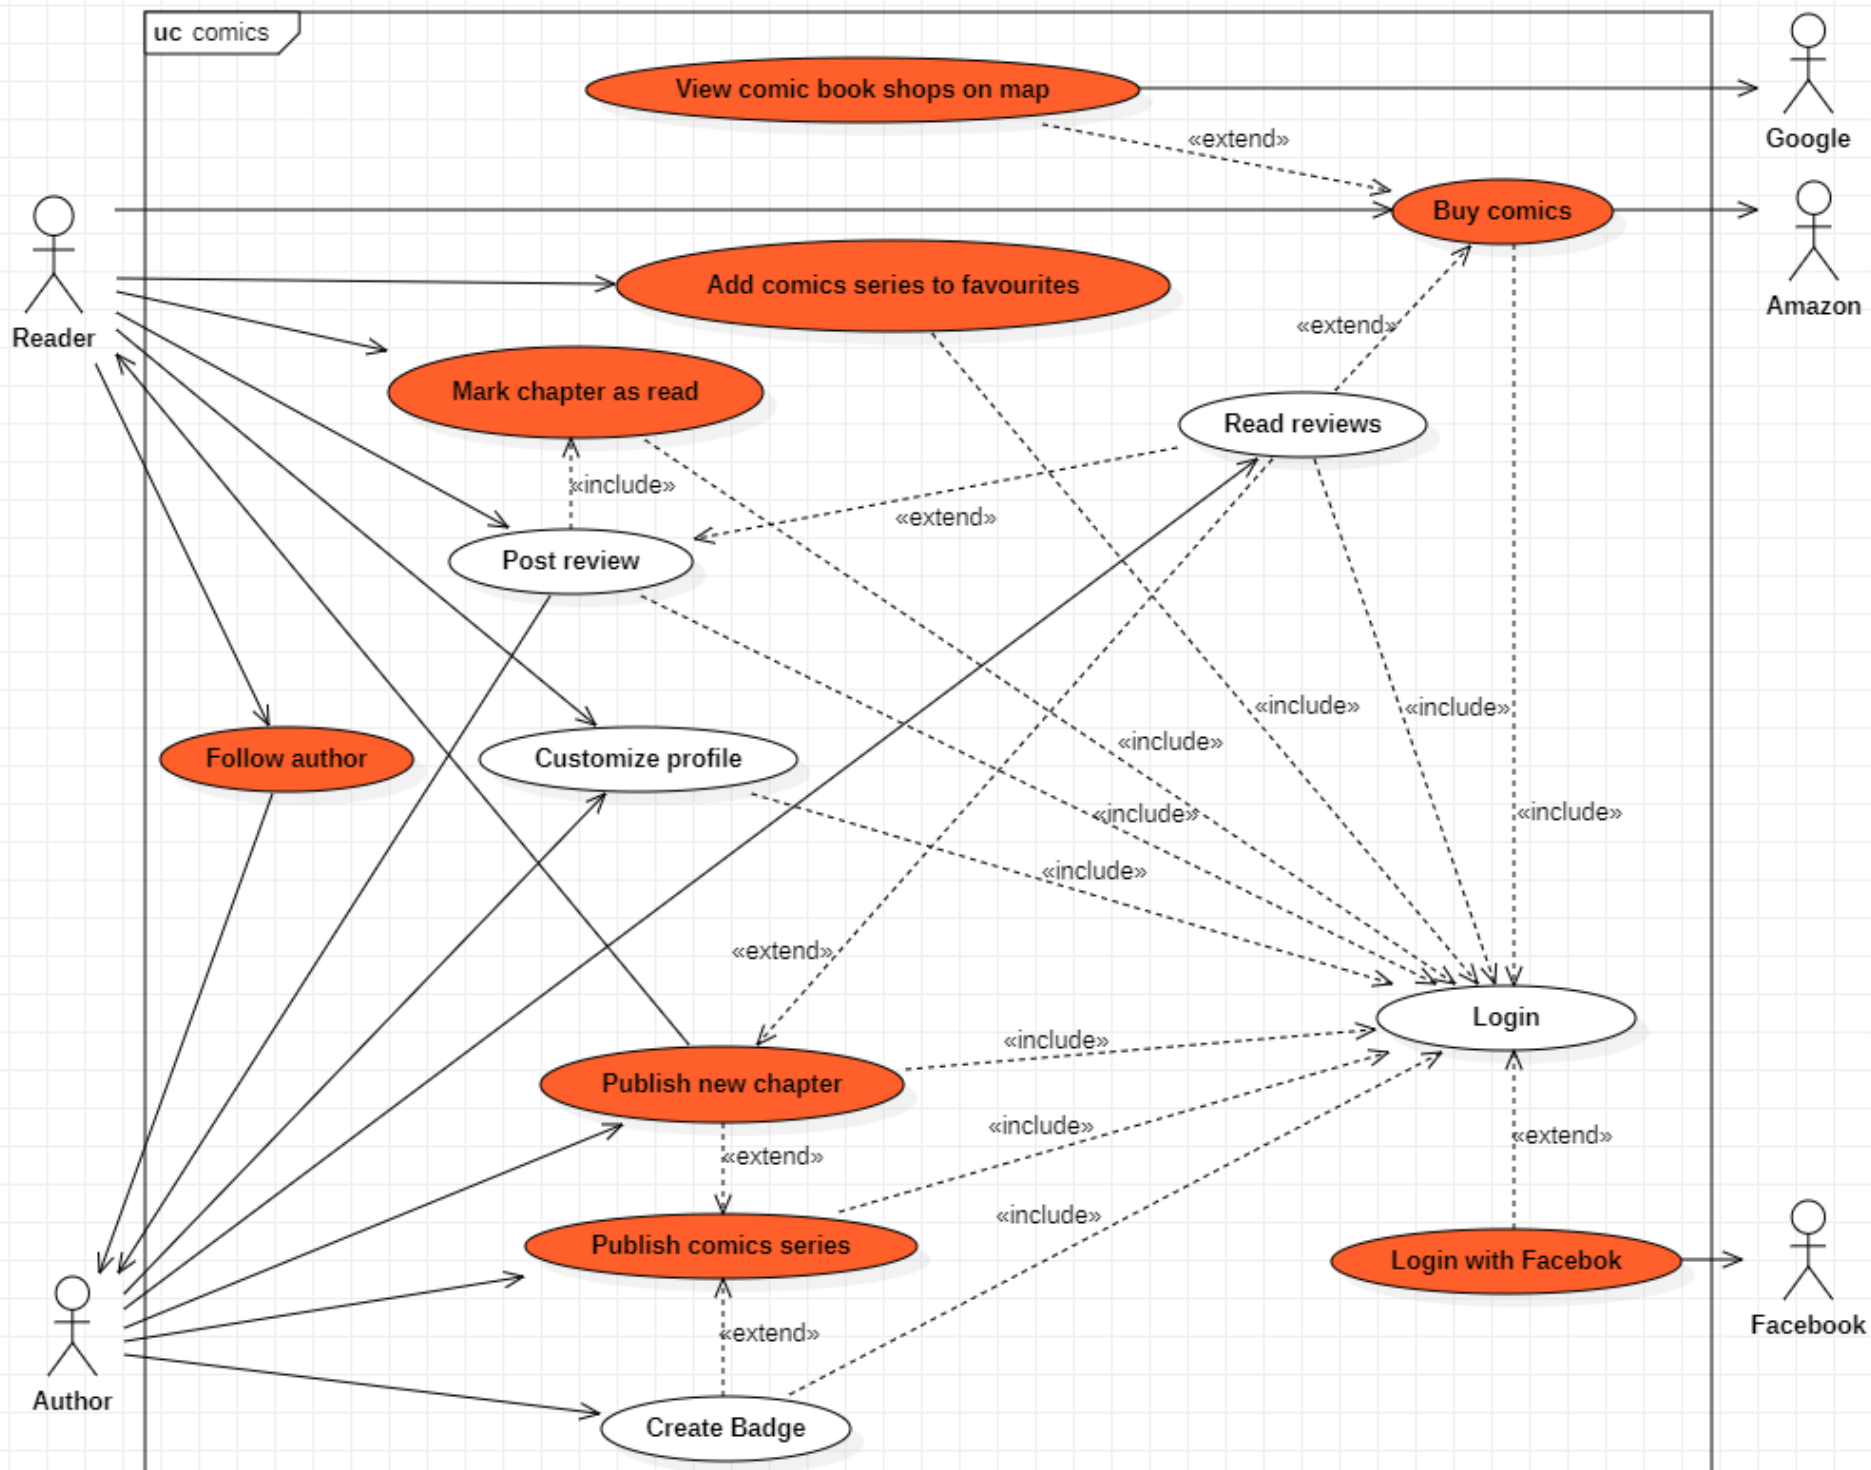 uc comics
View comic book shops on map
Google
«extend»
Buy comics
Amazon
Reader
Add comics series to favourites
«extend»
Mark chapter as read
Read reviews
«include»
«extend»
Post review
«include»
«include»
«include»
Follow author
Customize profile
«include»
«include»
«include»
«extend»
Login
«include»
Publish new chapter
«include»
«extend»
«extend»
«include»
Publish comics series
Login with Facebok
Facebook
«extend»
Author
Create Badge